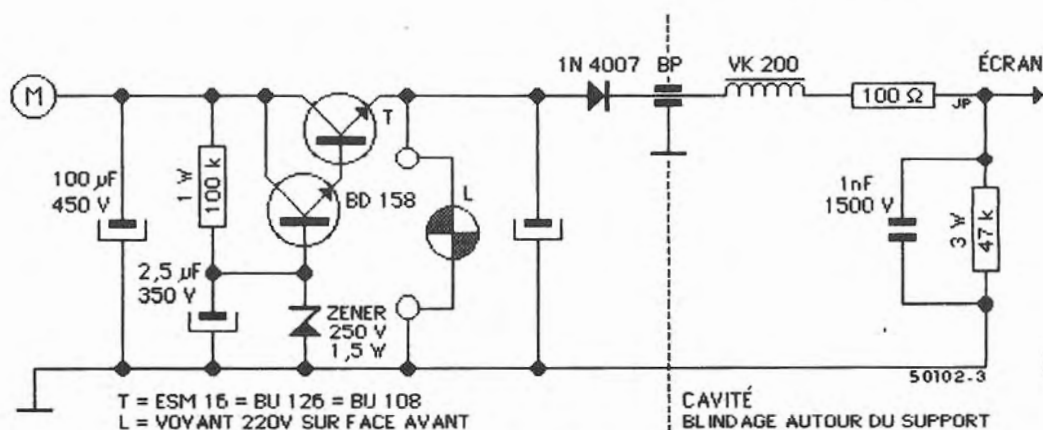 1N 4007
BP
VK 200
ÉCRAN
M
T
100 Ω
JP
100 µF
450 V
1 W
100 k
BD 158
L
1nF
1500 V
3 W
47 k
2,5 µF
350 V
ZENER
250 V
1,5 W
50102-3
T = ESM 16 = BU 126 = BU 108
L = VOYANT 220V SUR FACE AVANT
CAVITÉ
BLINDAGE AUTOUR DU SUPPORT